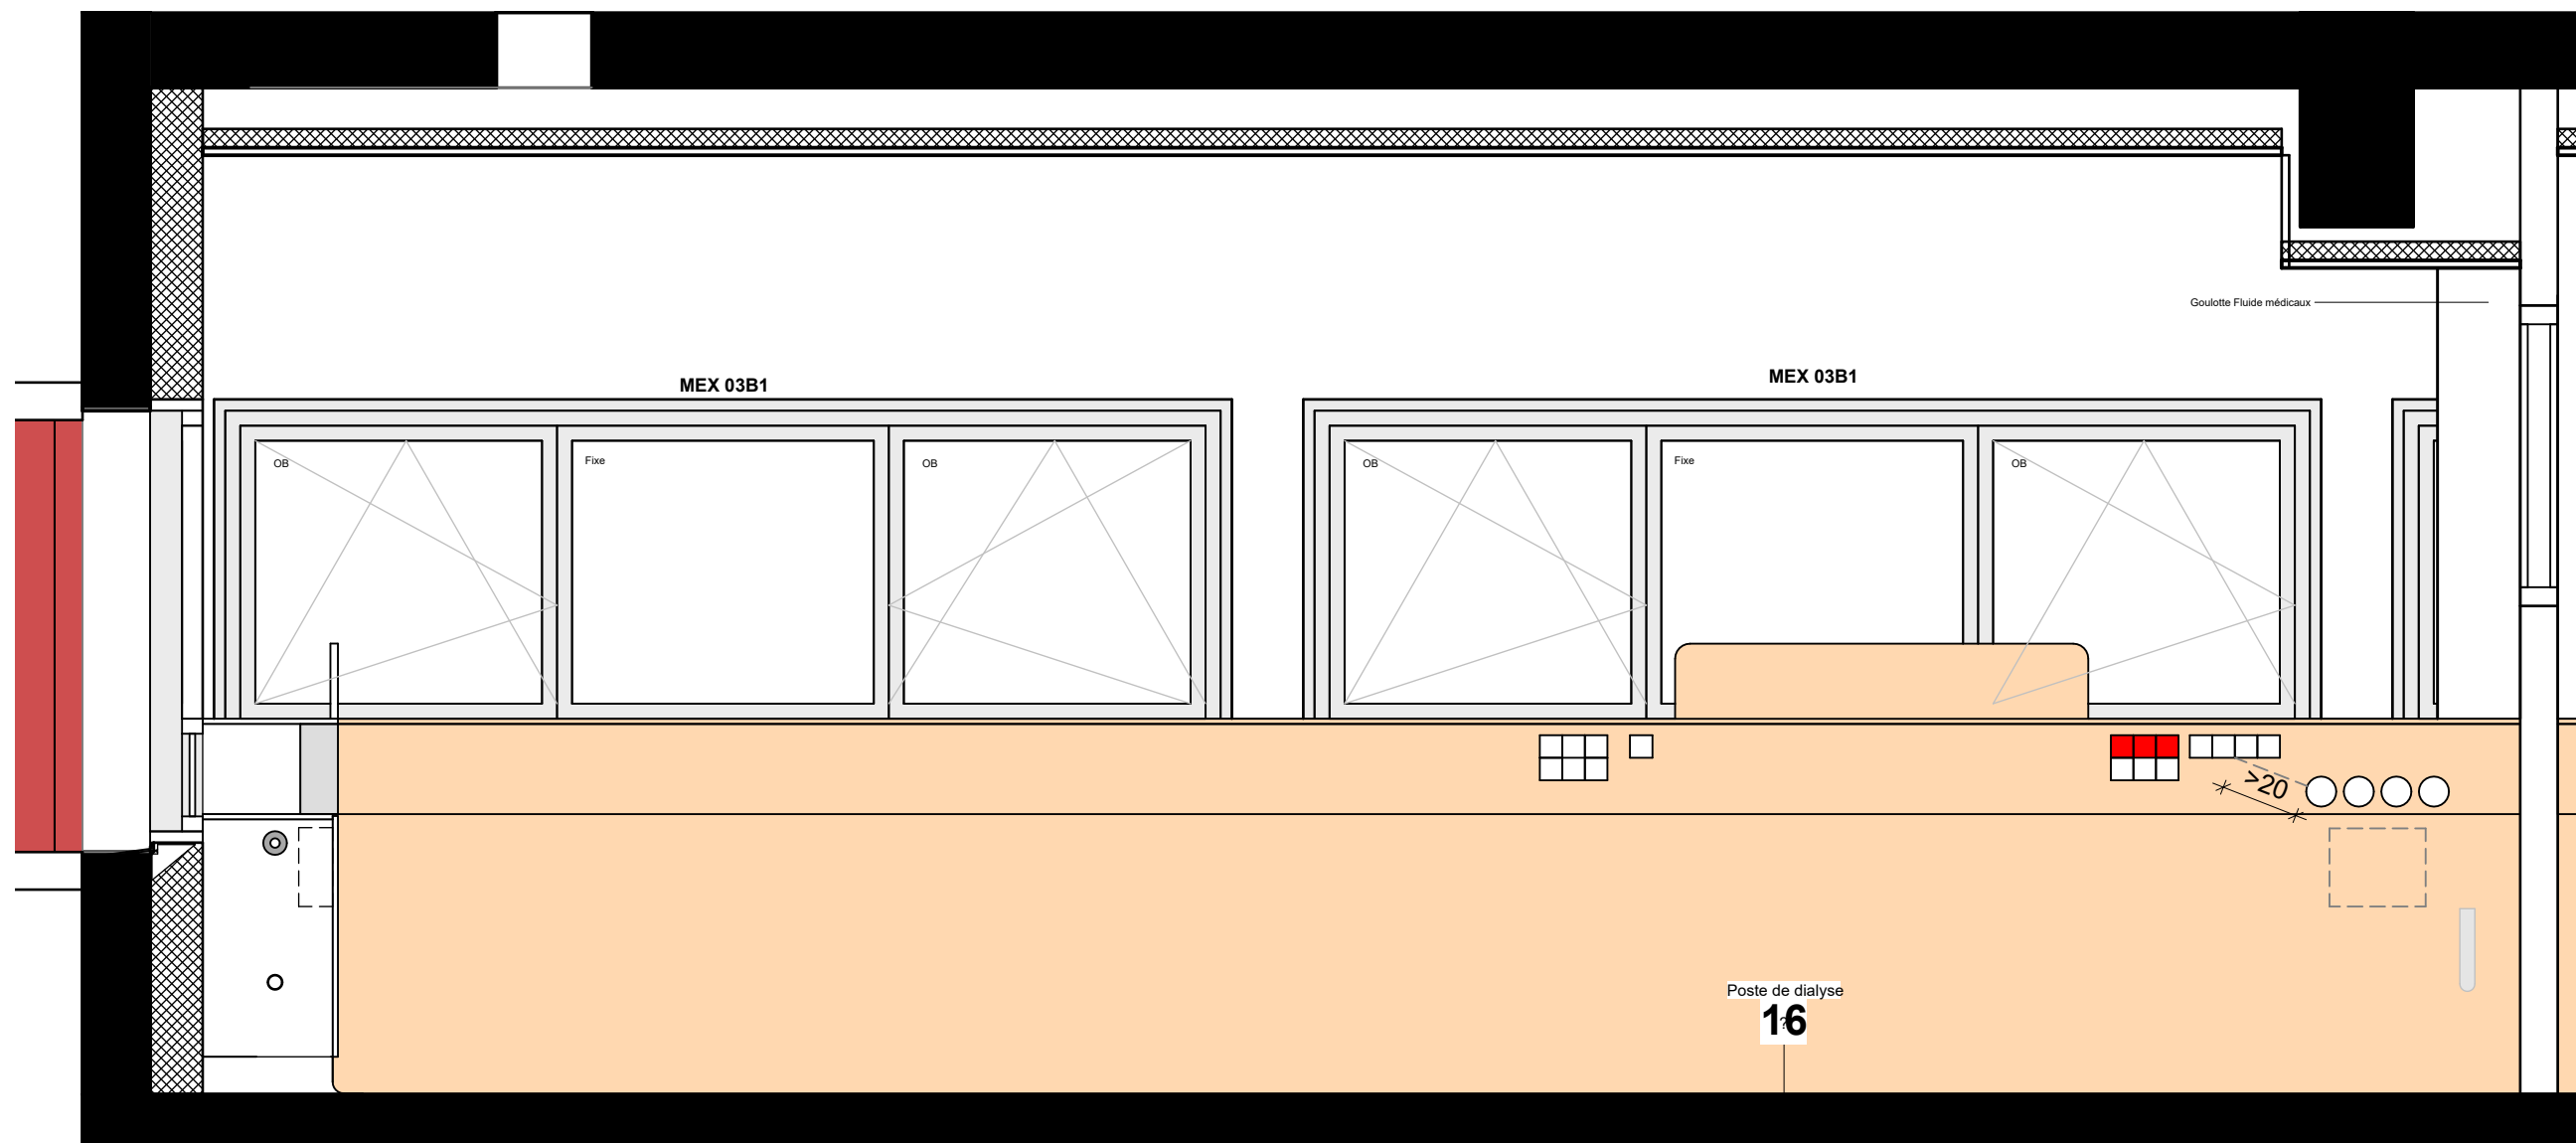 Goulotte Fluide médicaux
MEX 03B1
MEX 03B1
OB
Fixe
OB
OB
Fixe
OB
>20
Poste de dialyse
16
?